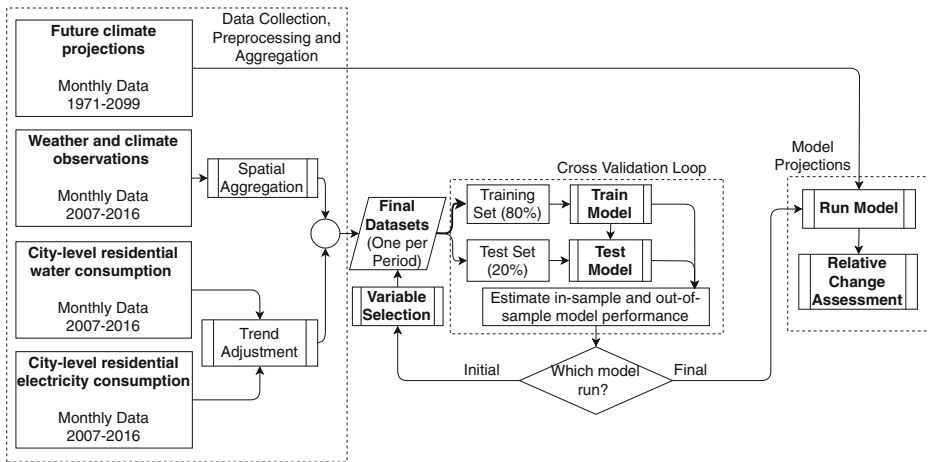 Data Collection,
Preprocessing and
Aggregation
Future climate
projections
Monthly Data
1971-2099
Weather and climate
observations
Monthly Data
2007-2016
City-level residential
water consumption
Monthly Data
2007-2016
City-level residential
electricity consumption
Monthly Data
2007-2016
Spatial
Aggregation
Trend
Adjustment
Final
Datasets
(One per
Period)
Variable
Selection
Cross Validation Loop
Training
Set (80%)
Train
Model
Test Set
(20%)
Test
Model
Estimate in-sample and out-of-
sample model performance
Initial
Which model
run?
Final
Model
Projections
Run Model
Relative
Change
Assessment